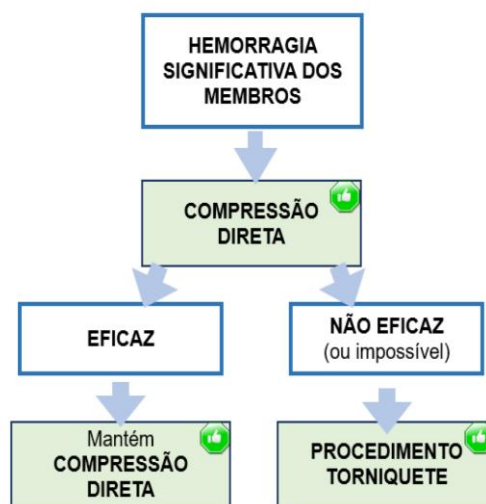 HEMORRAGIA
SIGNIFICATIVA DOS
MEMBROS
COMPRESSÃO
DIRETA
EFICAZ
NÃO EFICAZ
(ou impossível)
Mantém
COMPRESSÃO
DIRETA
PROCEDIMENTO
TORNIQUETE